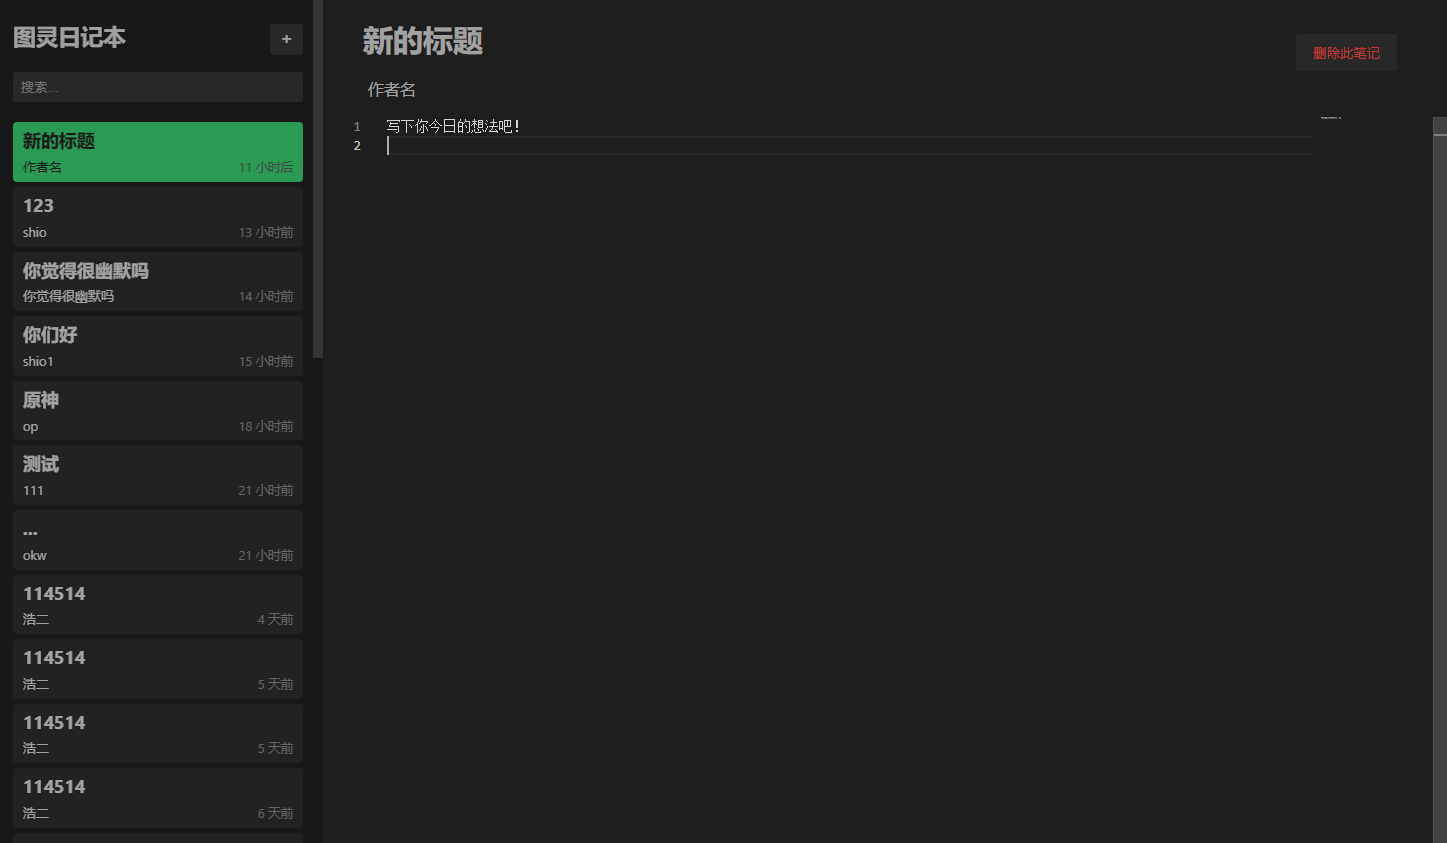 图灵日记本
+
搜索...
新的标题
作者名 11 小时后
123
shio 13 小时前
你觉得很幽默吗
你觉得很幽默吗 14 小时前
你们好
shio1 15 小时前
原神
op 18 小时前
测试
111 21 小时前
...
okw 21 小时前
114514
浩二 4 天前
114514
浩二 5 天前
114514
浩二 5 天前
114514
浩二 6 天前
新的标题
删除此笔记
作者名
1 写下你今日的想法吧!
2